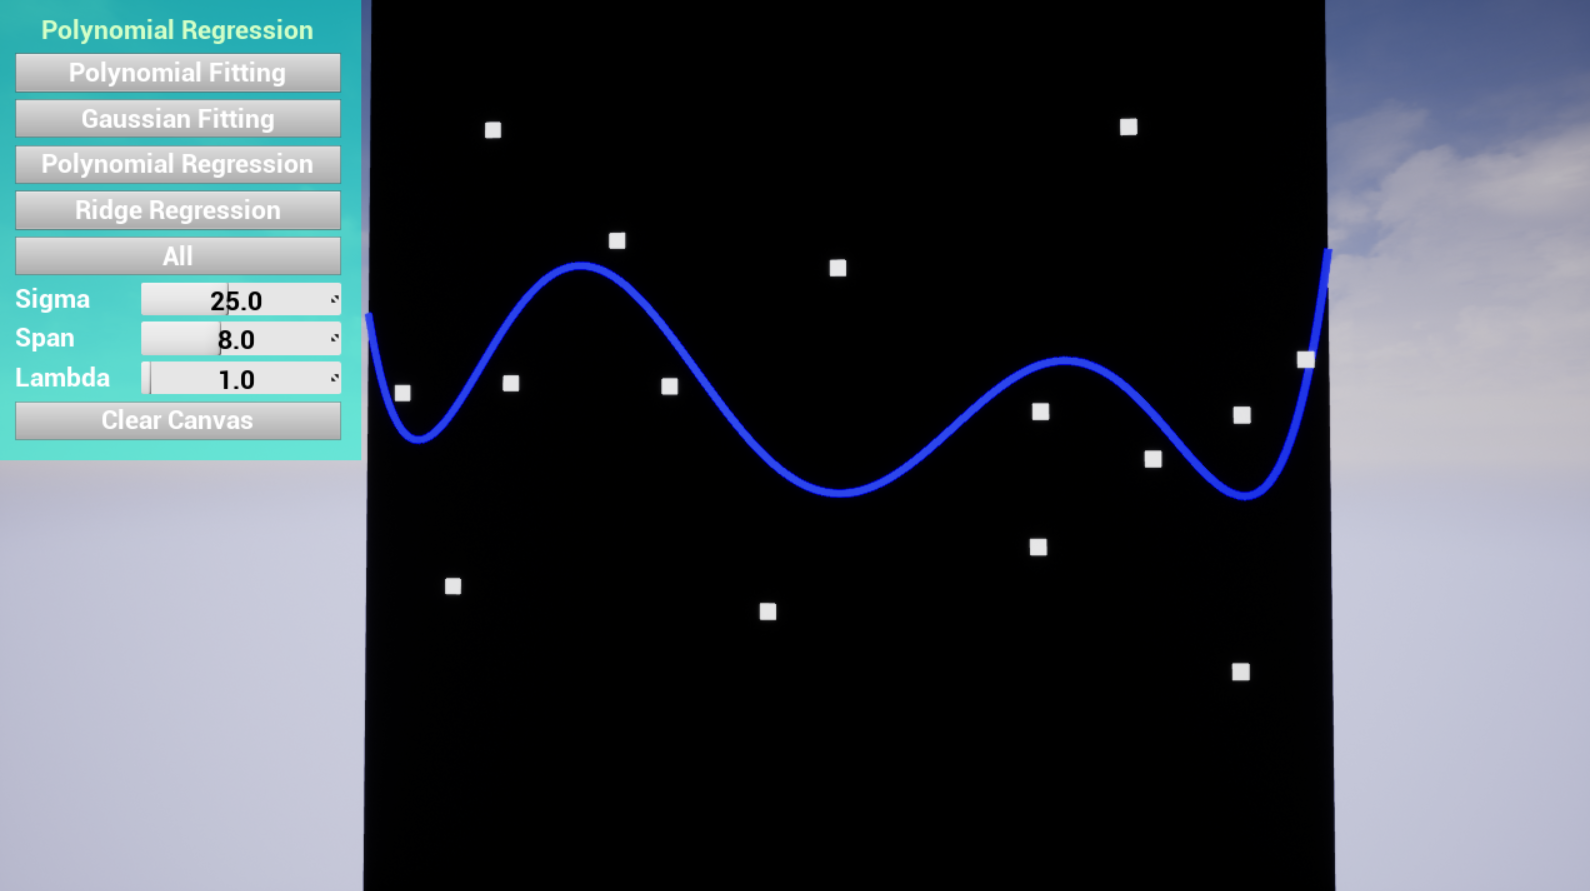 Polynomial Regression
Polynomial Fitting
Gaussian Fitting
Polynomial Regression
Ridge Regression
All
Sigma 25.0
Span 8.0
Lambda 1.0
Clear Canvas